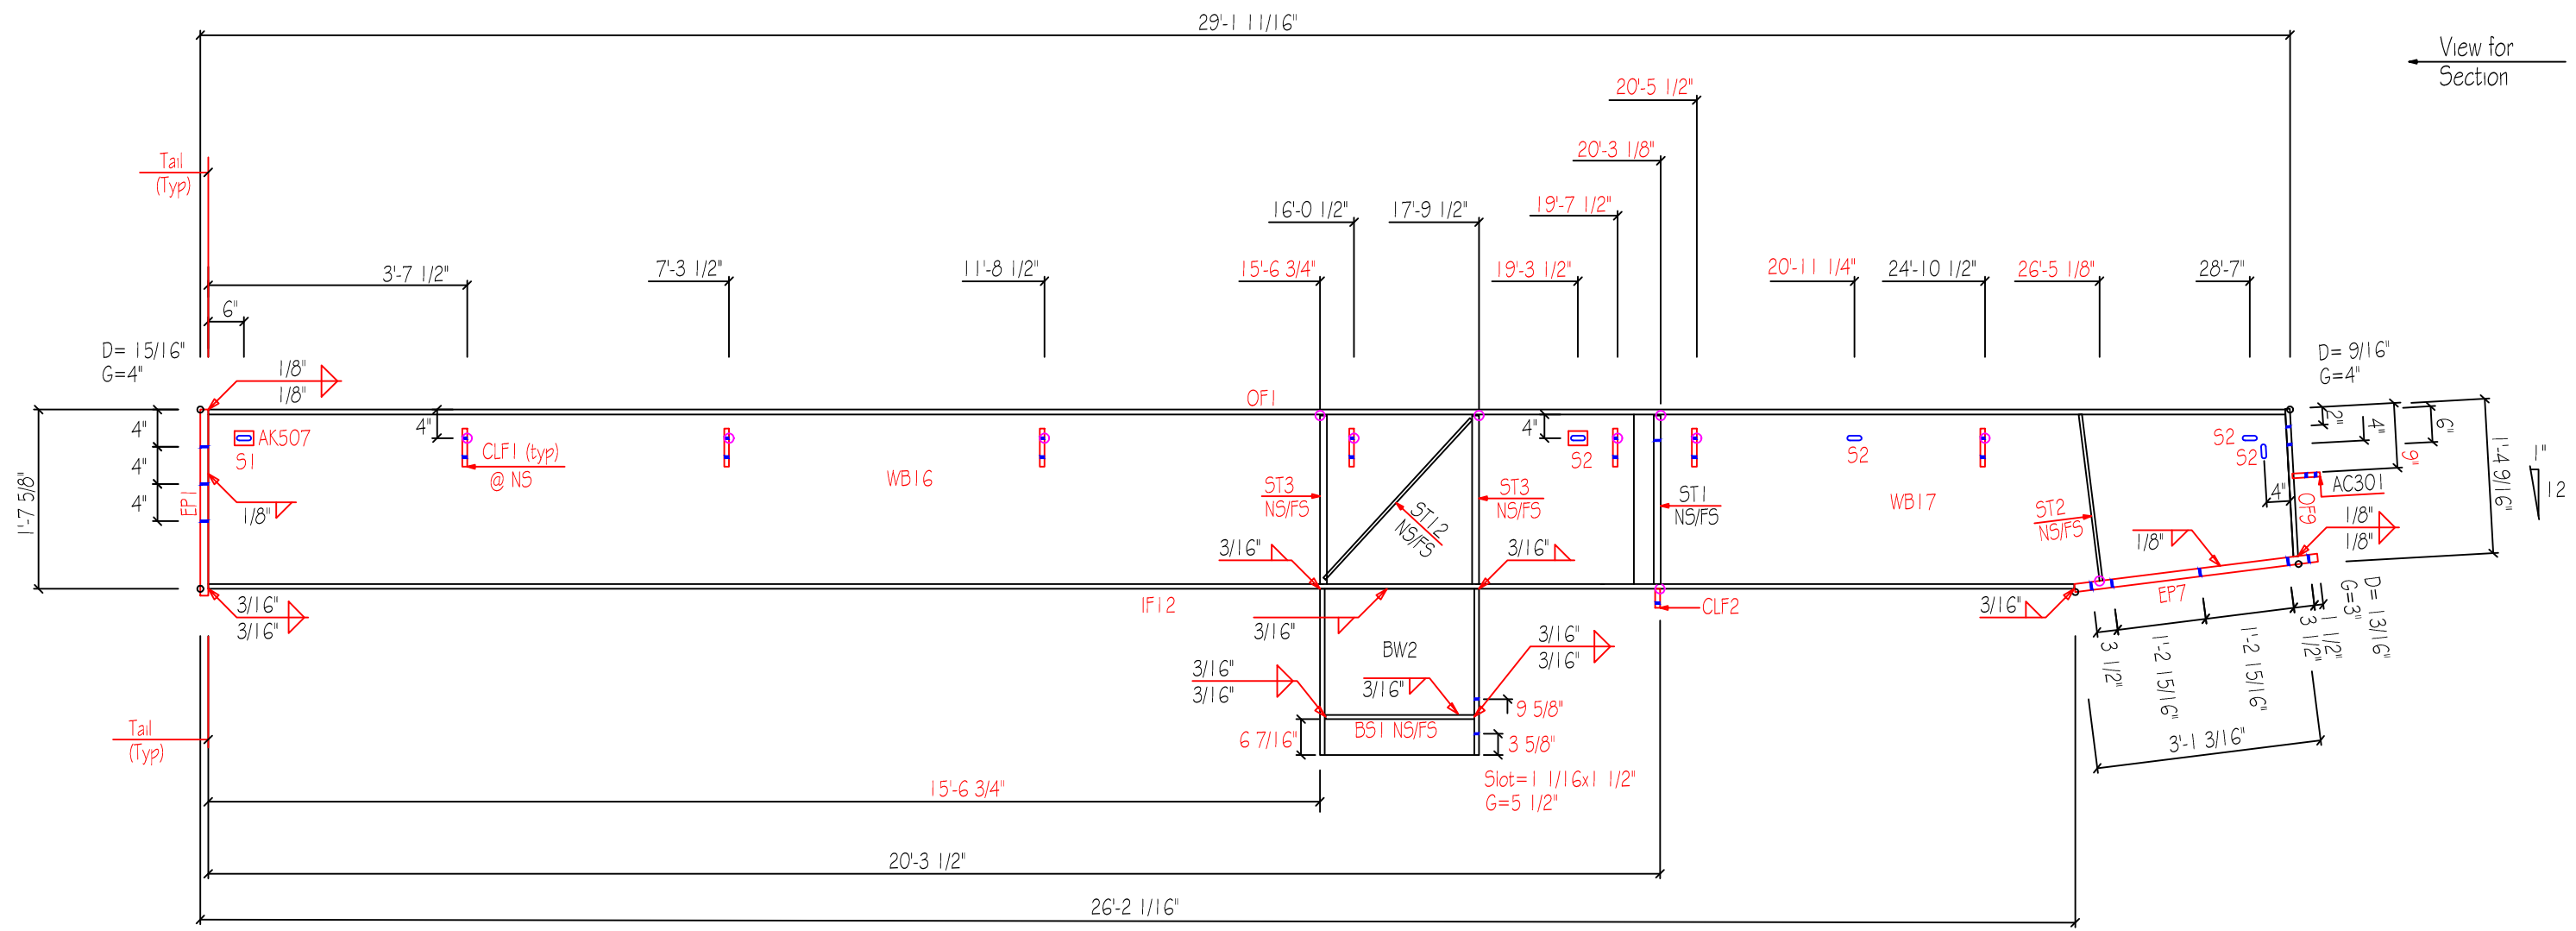 29'-1 11/16"
View for
Section
20'-5 1/2"
20'-3 1/8"
Tail
(Typ)
19'-7 1/2"
16'-0 1/2"
17'-9 1/2"
3'-7 1/2"
7'-3 1/2"
11'-8 1/2"
15'-6 3/4"
19'-3 1/2"
20'-11 1/4"
24'-10 1/2"
26'-5 1/8"
28'-7"
6"
D= 15/16"
G=4"
1/8"
1/8"
D= 9/16"
G=4"
OF1
4"
4"
4"
4"
4"
1'-7 5/8"
AK507
S1
EP1
CLF1 (typ)
@ NS
1/8"
WB16
ST3
NS/FS
ST12
NS/FS
ST3
NS/FS
S2
ST1
NS/FS
S2
WB17
ST2
NS/FS
S2
S2
4"
2"
4"
6"
9"
1'-4 9/16"
1"
12
AC301
OF9
1/8"
1/8"
1/8"
3/16"
3/16"
3/16"
3/16"
IF12
3/16"
CLF2
3/16"
EP7
D= 13/16"
G=3"
3 1/2"
1'-2 15/16"
1'-2 15/16"
3 1/2"
1 1/2"
3'-1 3/16"
BW2
3/16"
3/16"
3/16"
3/16"
3/16"
9 5/8"
BS1 NS/FS
6 7/16"
3 5/8"
Slot=1 1/16x1 1/2"
G=5 1/2"
Tail
(Typ)
15'-6 3/4"
20'-3 1/2"
26'-2 1/16"